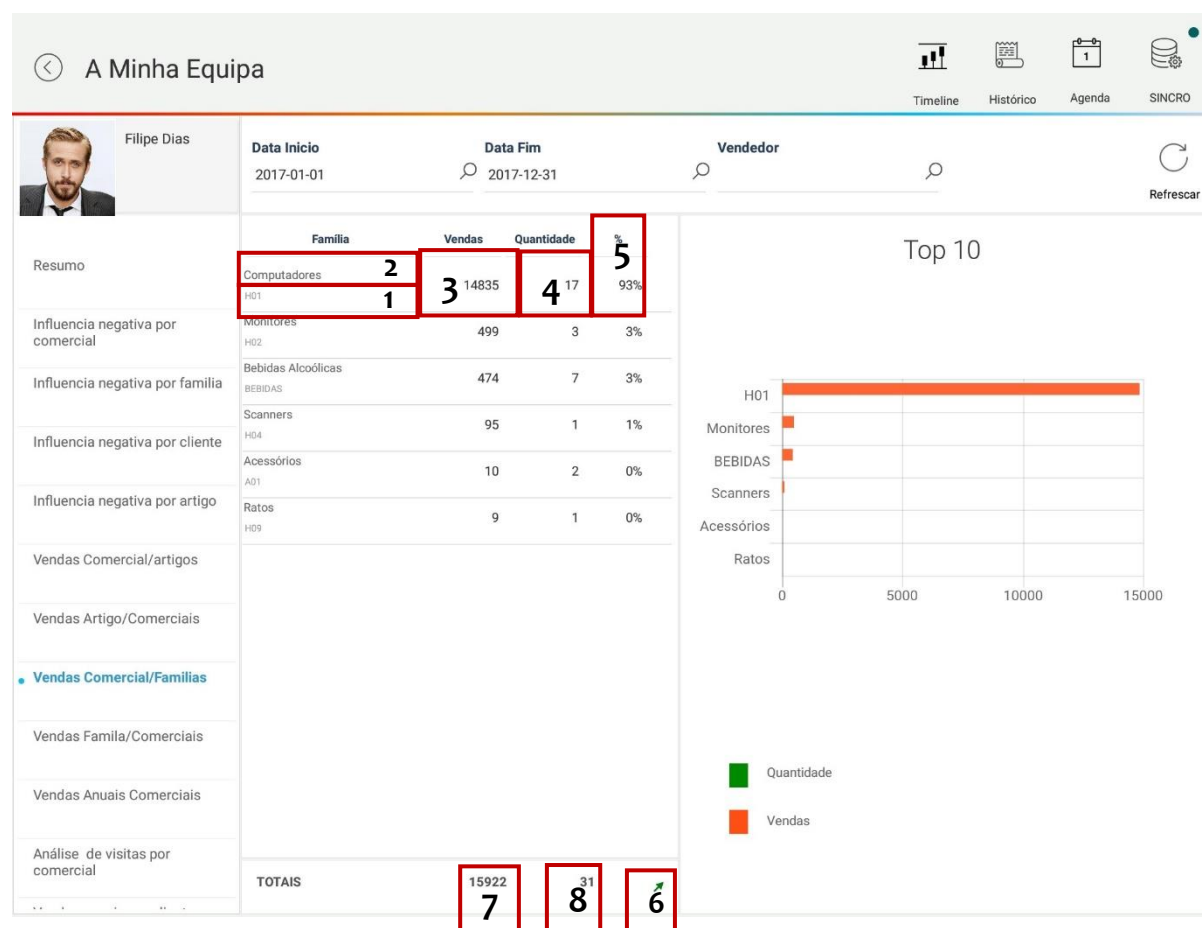 A Minha Equipa
1
Timeline
Histórico
Agenda
SINCRO
Filipe Dias
Data Inicio
Data Fim
Vendedor
2017-01-01
2017-12-31
Refrescar
Resumo
Influencia negativa por
comercial
Influencia negativa por familia
Influencia negativa por cliente
Influencia negativa por artigo
Vendas Comercial/artigos
Vendas Artigo/Comerciais
Vendas Comercial/Familias
Vendas Famila/Comerciais
Vendas Anuais Comerciais
Análise de visitas por
comercial
Família Vendas Quantidade %
5
Computadores 2
3 14835 4 17 93%
H01 1
Monitores
499 3 3%
H02
Bebidas Alcoólicas
474 7 3%
BEBIDAS
Scanners
95 1 1%
H04
Acessórios
10 2 0%
A01
Ratos
9 1 0%
H09
TOTAIS 15922 31
7 8 6
Top 10
H01
Monitores
BEBIDAS
Scanners
Acessórios
Ratos
0 5000 10000 15000
Quantidade
Vendas